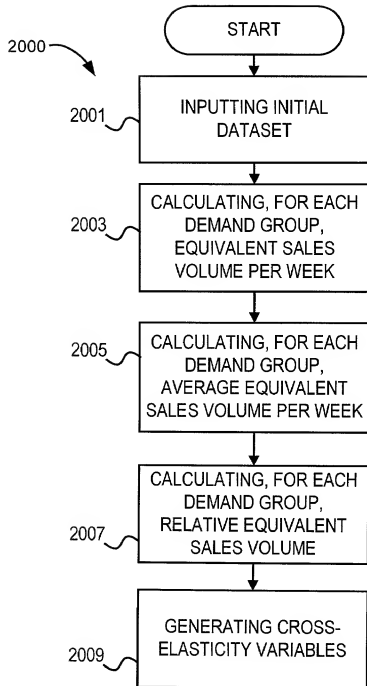 START
2000
2001
INPUTTING INITIAL
DATASET
2003
CALCULATING, FOR EACH
DEMAND GROUP,
EQUIVALENT SALES
VOLUME PER WEEK
2005
CALCULATING, FOR EACH
DEMAND GROUP,
AVERAGE EQUIVALENT
SALES VOLUME PER WEEK
2007
CALCULATING, FOR EACH
DEMAND GROUP,
RELATIVE EQUIVALENT
SALES VOLUME
2009
GENERATING CROSS-
ELASTICITY VARIABLES